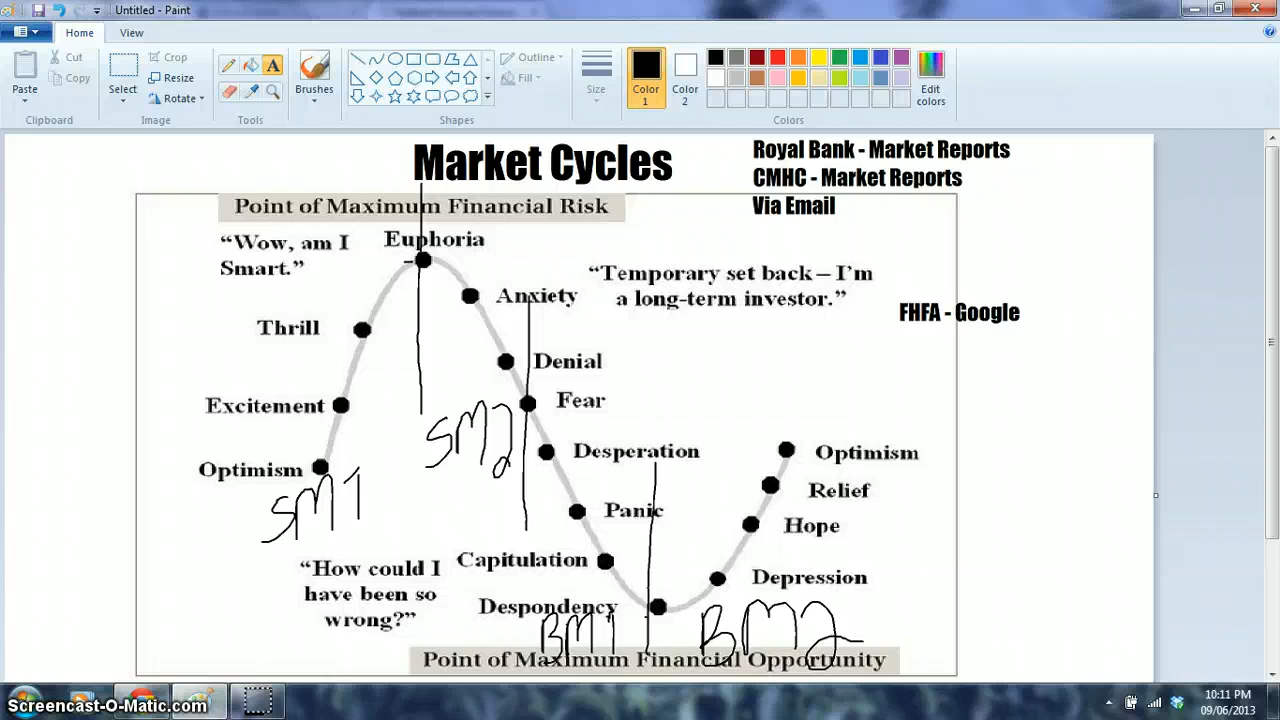 Untitled - Paint
Home
View
Paste
Cut
Copy
Clipboard
Select
Crop
Resize
Rotate
Image
Tools
Brushes
Shapes
Outline
Fill
Size
Color 1
Color 2
Edit colors
Colors
Market Cycles
Royal Bank - Market Reports
CMHC - Market Reports
Via Email
Point of Maximum Financial Risk
“Wow, am I
Smart.”
Euphoria
“Temporary set back – I’m
a long-term investor.”
Anxiety
FHFA - Google
Thrill
Denial
Excitement
Fear
SM2
Desperation
Optimism
Optimism
SM1
Relief
Panic
Hope
“How could I
have been so
wrong?”
Capitulation
Depression
Despondency
BM1
BM2
Point of Maximum Financial Opportunity
Screencast-O-Matic.com
10:11 PM
09/06/2013